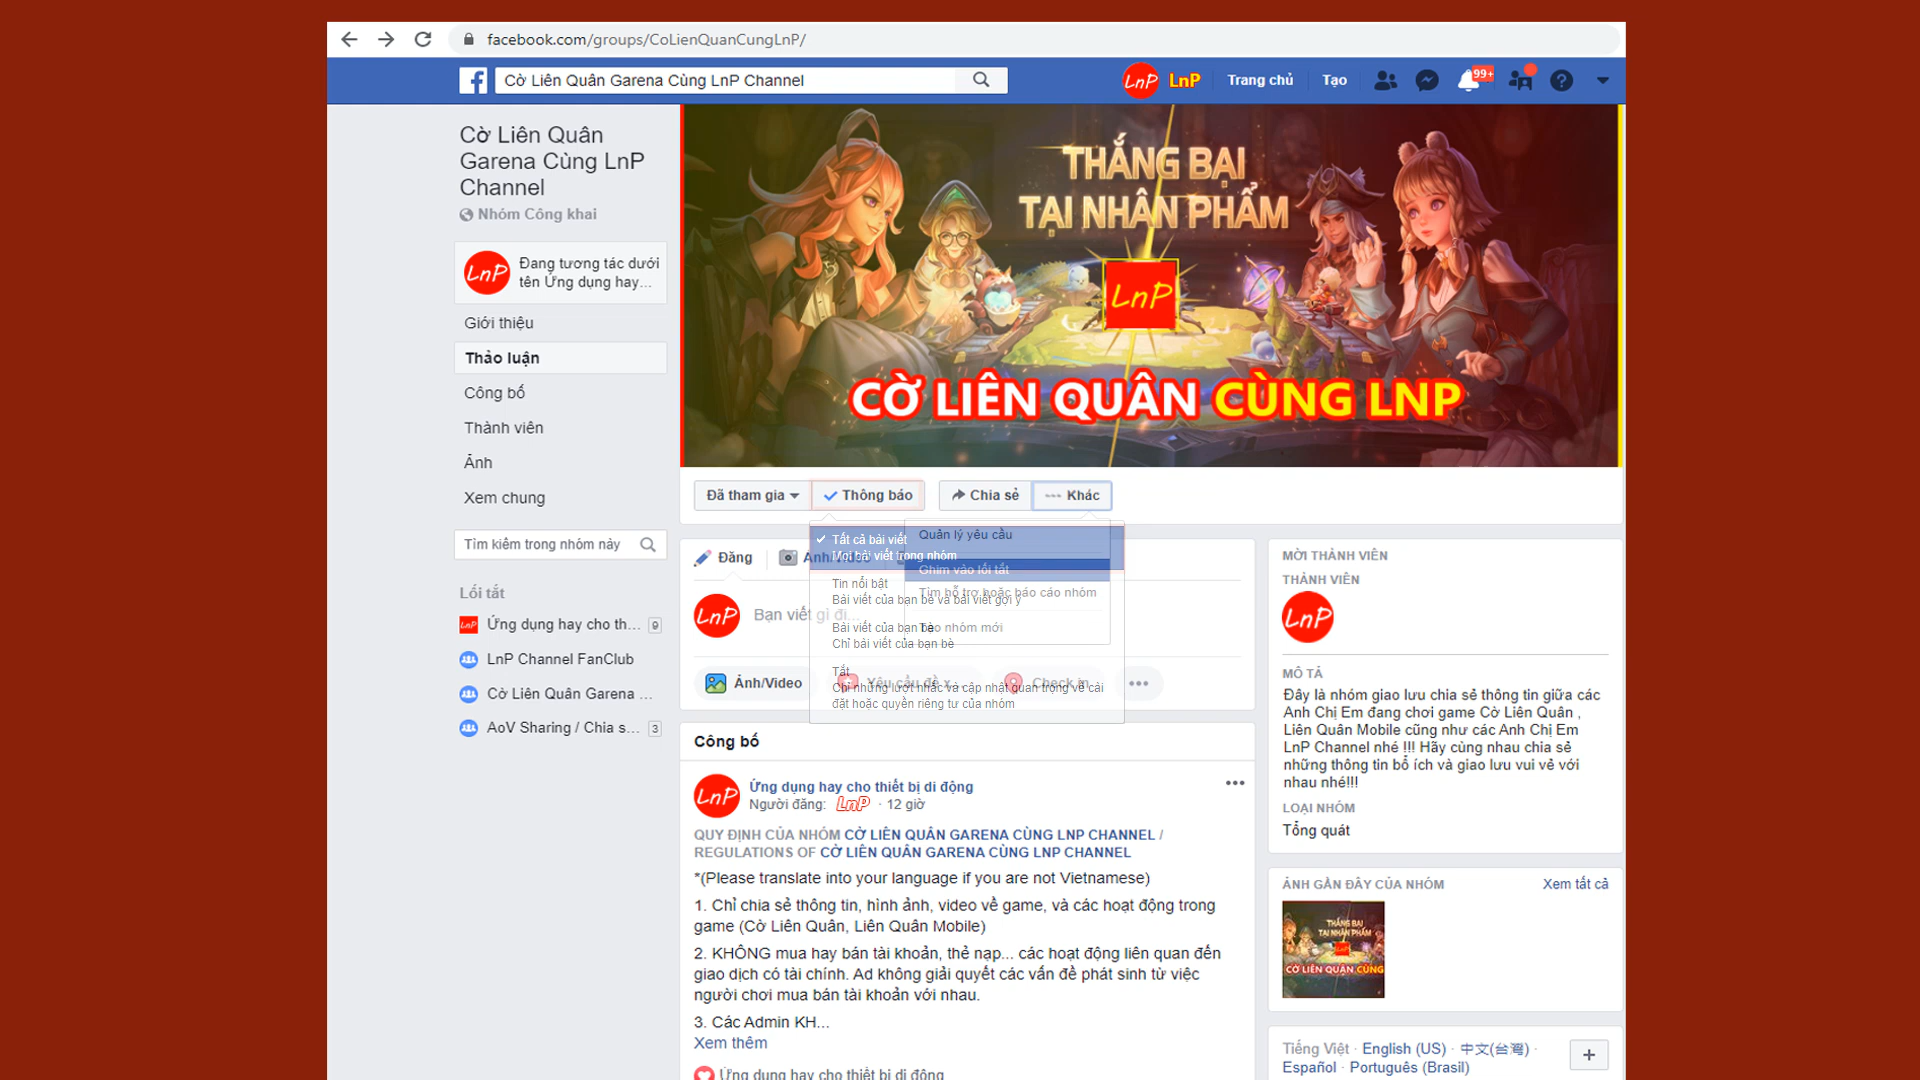 facebook.com/groups/CoLienQuanCungLnP/
Cờ Liên Quân Garena Cùng LnP Channel
LnP
LnP
Trang chủ
Tạo
99+
Cờ Liên Quân
Garena Cùng LnP
Channel
Nhóm Công khai
LnP
Đang tương tác dưới
tên Ứng dụng hay...
Giới thiệu
Thảo luận
Công bố
Thành viên
Ảnh
Xem chung
Tìm kiếm trong nhóm này
Lối tắt
LnP
Ứng dụng hay cho th...
9
LnP Channel FanClub
Cờ Liên Quân Garena ...
AoV Sharing / Chia s...
3
THẮNG BẠI
TẠI NHÂN PHẨM
LnP
CỜ LIÊN QUÂN CÙNG LNP
Đã tham gia
Thông báo
Chia sẻ
Khác
Tất cả bài viết
Mọi bài viết trong nhóm
Tin nổi bật
Bài viết của bạn bè và bài viết gợi ý
Bài viết của bạn bè
Chỉ bài viết của bạn bè
Tắt
Chỉ những lượt nhắc và cập nhật quan trọng về cài
đặt hoặc quyền riêng tư của nhóm
Quản lý yêu cầu
Ghim vào lối tắt
Tìm hỗ trợ hoặc báo cáo nhóm
Tạo nhóm mới
Đăng
Ảnh/Video
LnP
Bạn viết gì đi...
Ảnh/Video
Yêu cầu đề x...
Check in
Công bố
LnP
Ứng dụng hay cho thiết bị di động
Người đăng: LnP · 12 giờ
QUY ĐỊNH CỦA NHÓM CỜ LIÊN QUÂN GARENA CÙNG LNP CHANNEL /
REGULATIONS OF CỜ LIÊN QUÂN GARENA CÙNG LNP CHANNEL
*(Please translate into your language if you are not Vietnamese)
1. Chỉ chia sẻ thông tin, hình ảnh, video về game, và các hoạt động trong
game (Cờ Liên Quân, Liên Quân Mobile)
2. KHÔNG mua hay bán tài khoản, thẻ nạp... các hoạt động liên quan đến
giao dịch có tài chính. Ad không giải quyết các vấn đề phát sinh từ việc
người chơi mua bán tài khoản với nhau.
3. Các Admin KH...
Xem thêm
Ứng dụng hay cho thiết bị di động
MỜI THÀNH VIÊN
THÀNH VIÊN
LnP
MÔ TẢ
Đây là nhóm giao lưu chia sẻ thông tin giữa các
Anh Chị Em đang chơi game Cờ Liên Quân ,
Liên Quân Mobile cũng như các Anh Chị Em
LnP Channel nhé !!! Hãy cùng nhau chia sẻ
những thông tin bổ ích và giao lưu vui vẻ với
nhau nhé!!!
LOẠI NHÓM
Tổng quát
ẢNH GẦN ĐÂY CỦA NHÓM
Xem tất cả
THẮNG BẠI
TẠI NHÂN PHẨM
CỜ LIÊN QUÂN CÙNG
Tiếng Việt · English (US) · 中文(台灣) ·
Español · Português (Brasil)